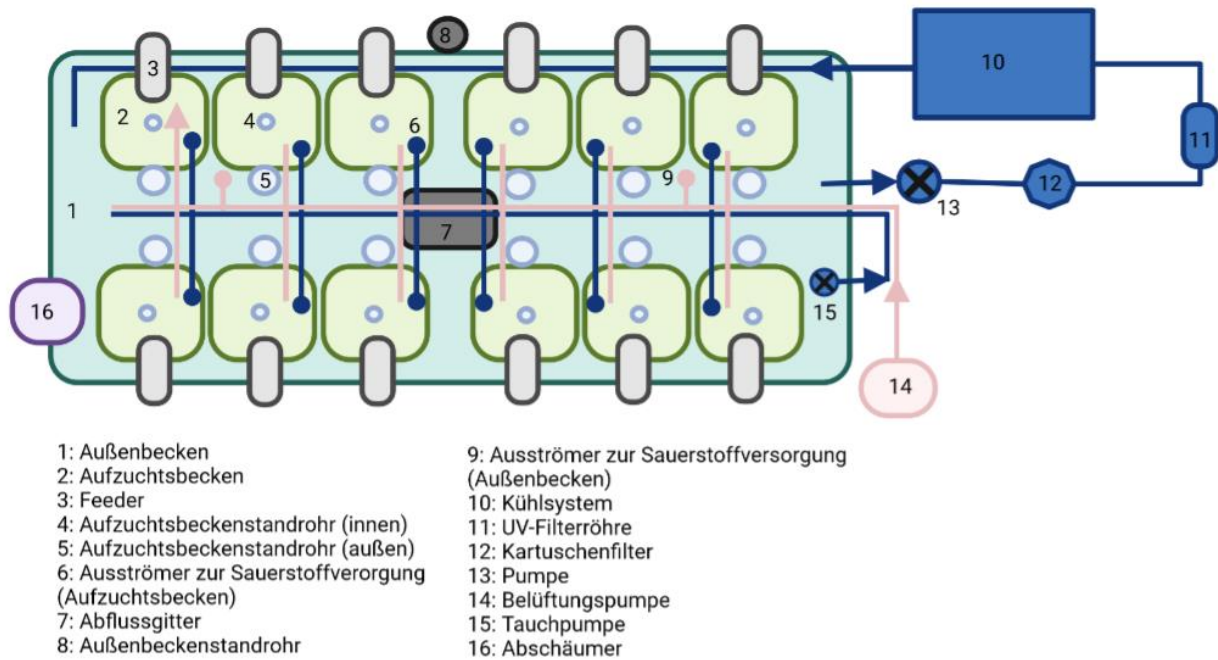 8
3
10
2
4
6
11
5
9
12
1
13
7
16
15
14
1: Außenbecken
2: Aufzuchtsbecken
3: Feeder
4: Aufzuchtsbeckenstandrohr (innen)
5: Aufzuchtsbeckenstandrohr (außen)
6: Ausströmer zur Sauerstoffverorgung
(Aufzuchtsbecken)
7: Abflussgitter
8: Außenbeckenstandrohr
9: Ausströmer zur Sauerstoffversorgung
(Außenbecken)
10: Kühlsystem
11: UV-Filterröhre
12: Kartuschenfilter
13: Pumpe
14: Belüftungspumpe
15: Tauchpumpe
16: Abschäumer